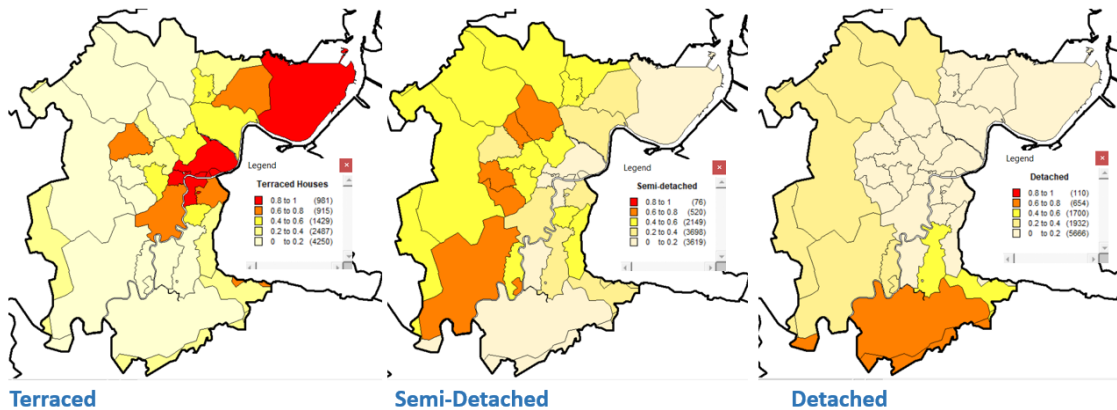 Legend
Terraced Houses
0.8 to 1 (981)
0.6 to 0.8 (915)
0.4 to 0.6 (1429)
0.2 to 0.4 (2487)
0 to 0.2 (4250)
Legend
Semi-detached
0.8 to 1 (76)
0.6 to 0.8 (520)
0.4 to 0.6 (2149)
0.2 to 0.4 (3698)
0 to 0.2 (3619)
Legend
Detached
0.8 to 1 (110)
0.6 to 0.8 (654)
0.4 to 0.6 (1700)
0.2 to 0.4 (1932)
0 to 0.2 (5666)
Terraced
Semi-Detached
Detached